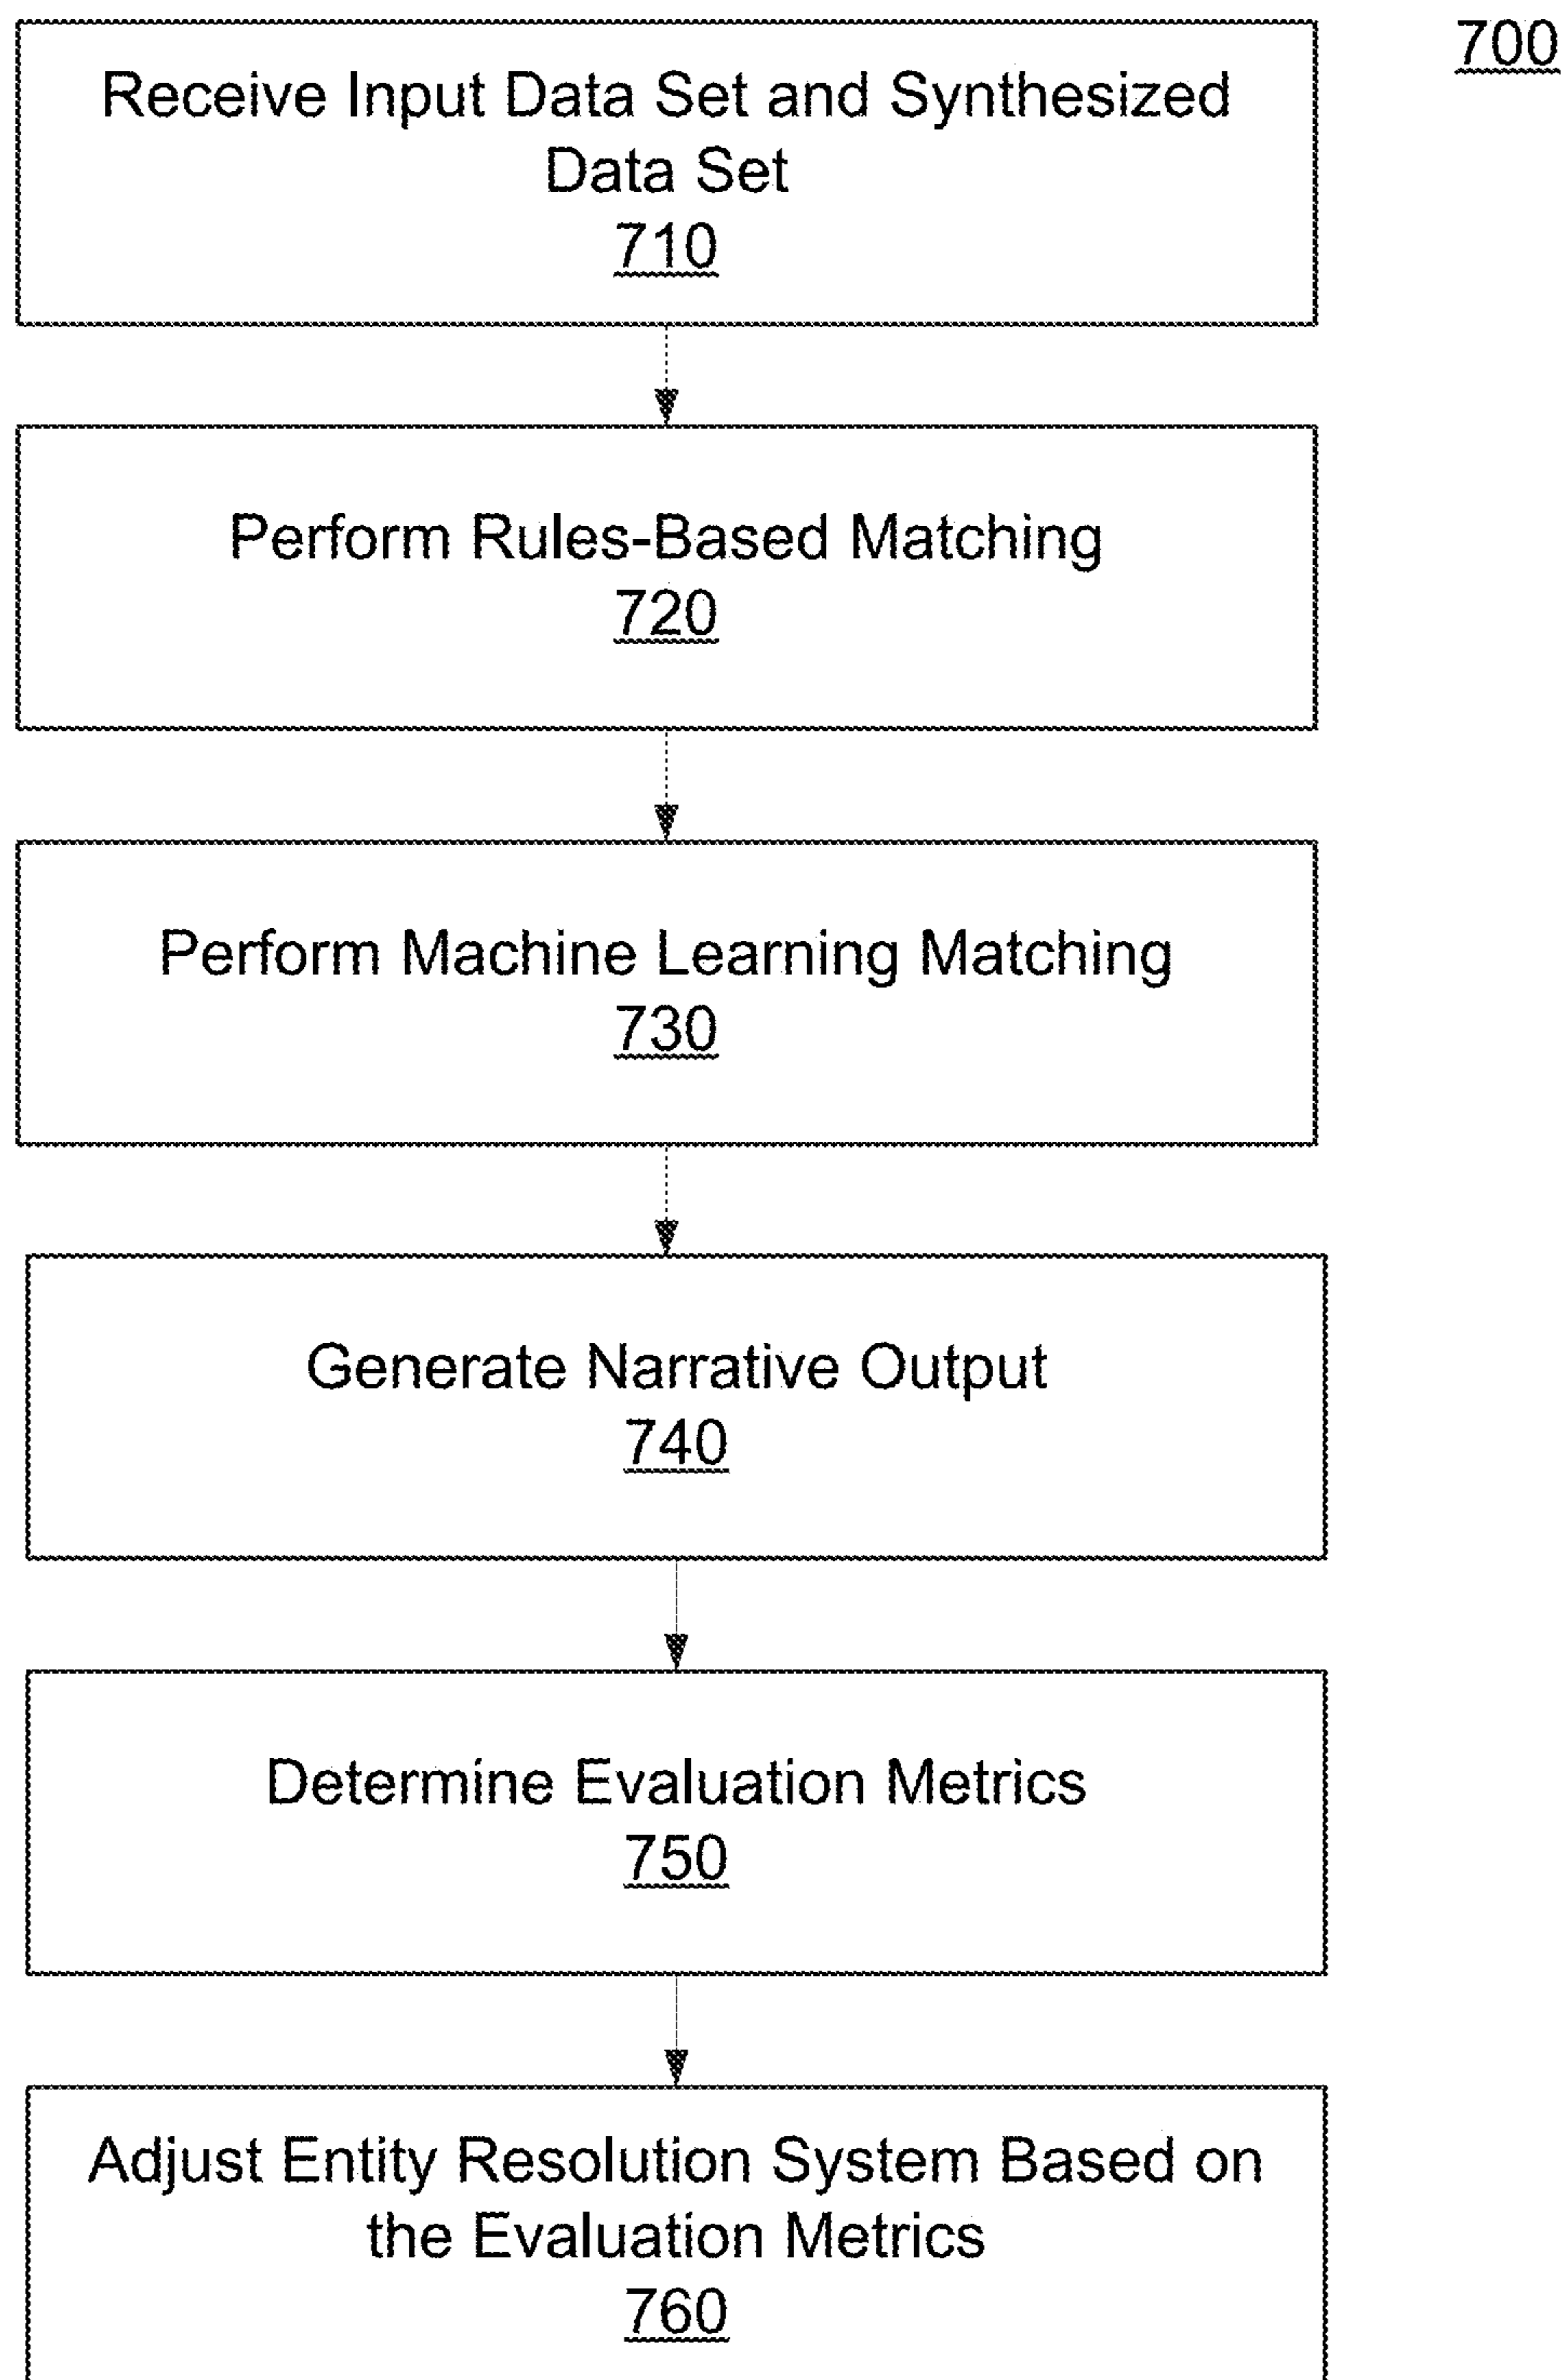 700
Receive Input Data Set and Synthesized
Data Set
710
Perform Rules-Based Matching
720
Perform Machine Learning Matching
730
Generate Narrative Output
740
Determine Evaluation Metrics
750
Adjust Entity Resolution System Based on
the Evaluation Metrics
760